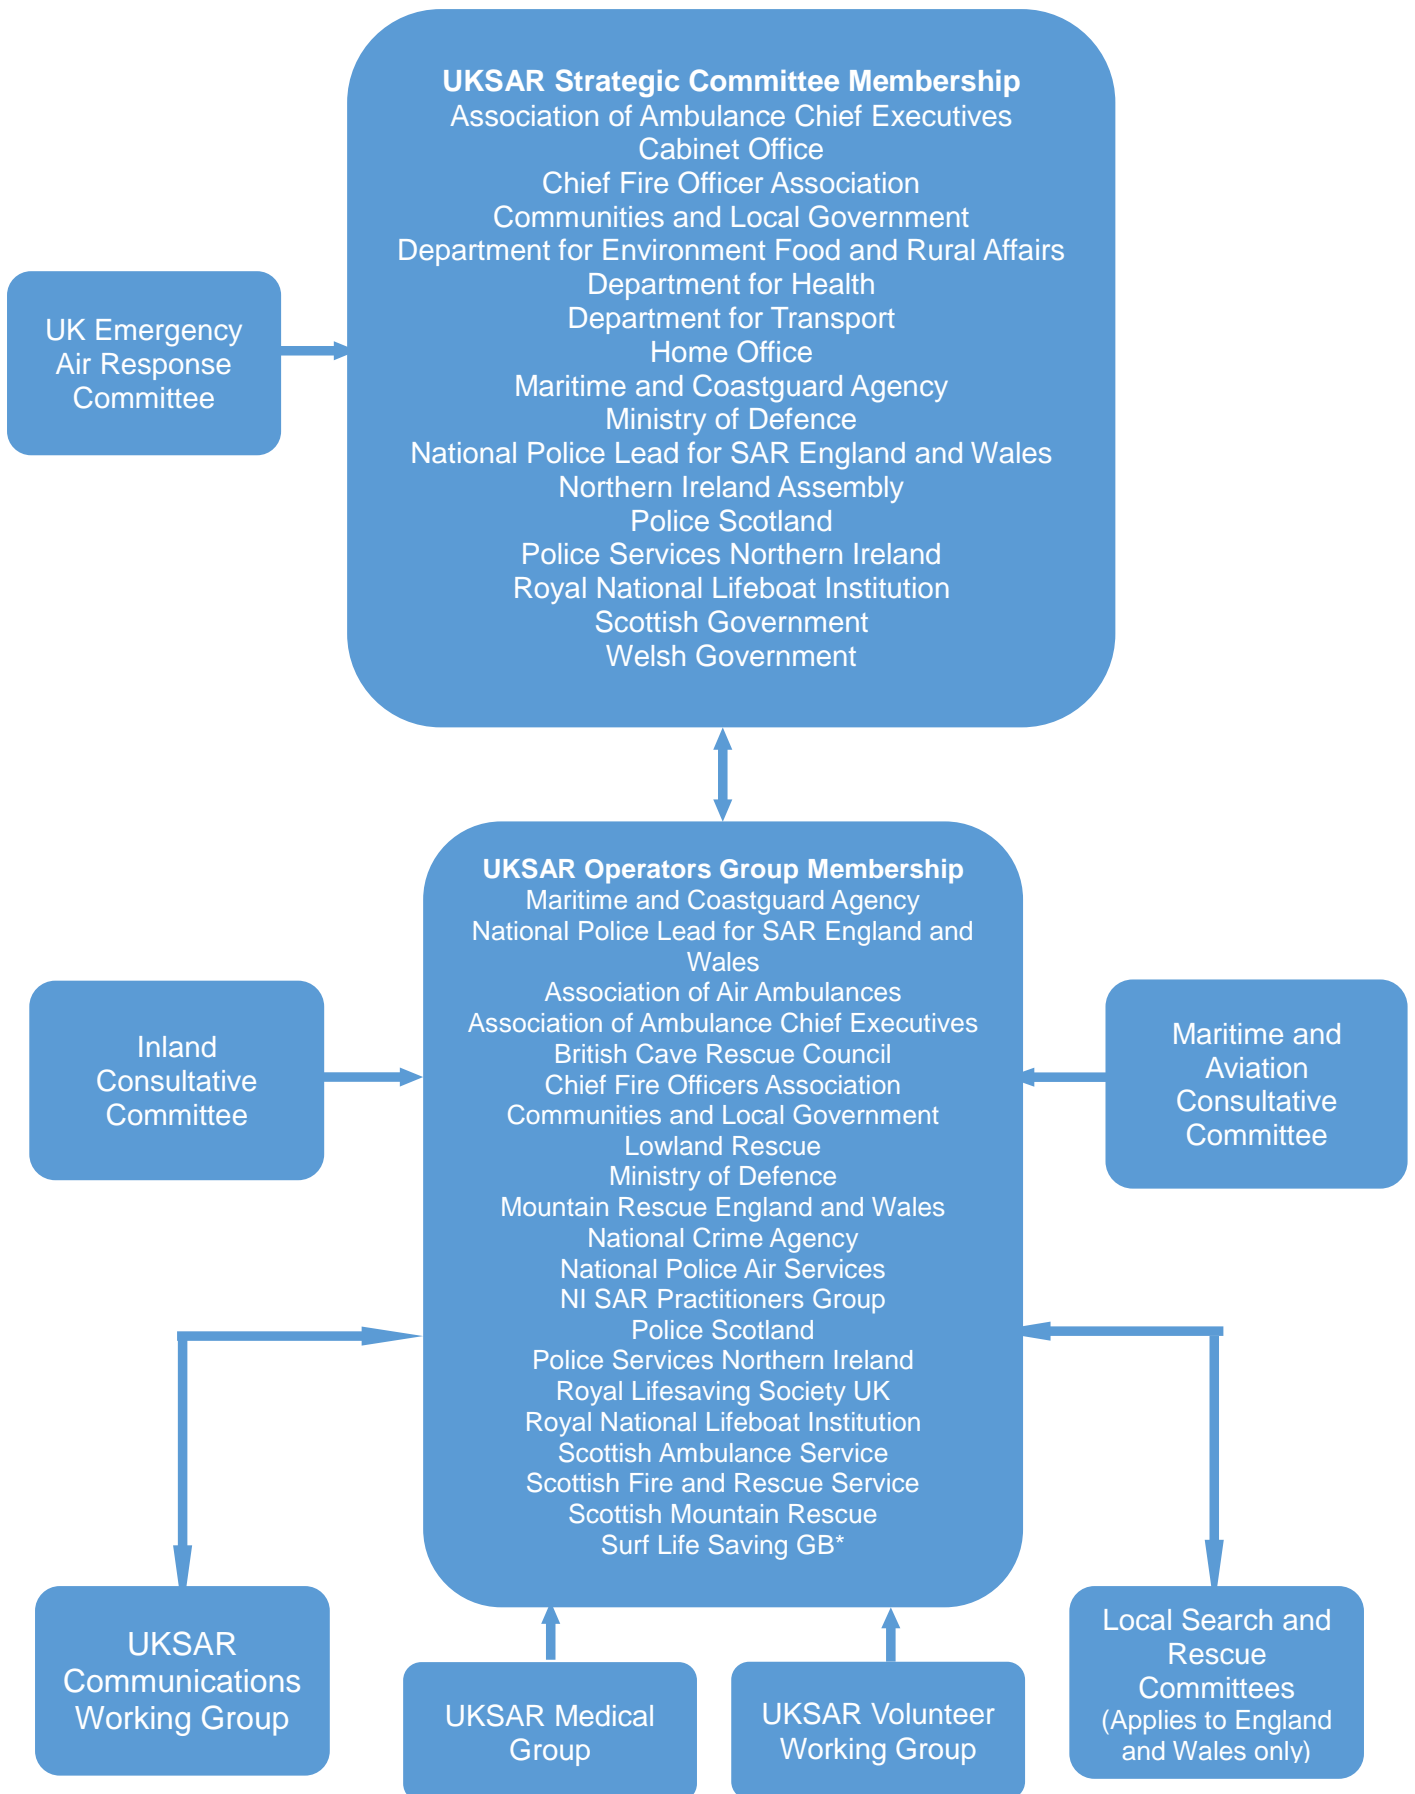 UKSAR Strategic Committee Membership
Association of Ambulance Chief Executives
Cabinet Office
Chief Fire Officer Association
Communities and Local Government
Department for Environment Food and Rural Affairs
Department for Health
Department for Transport
Home Office
Maritime and Coastguard Agency
Ministry of Defence
National Police Lead for SAR England and Wales
Northern Ireland Assembly
Police Scotland
Police Services Northern Ireland
Royal National Lifeboat Institution
Scottish Government
Welsh Government
UK Emergency
Air Response
Committee
UKSAR Operators Group Membership
Maritime and Coastguard Agency
National Police Lead for SAR England and
Wales
Association of Air Ambulances
Association of Ambulance Chief Executives
British Cave Rescue Council
Chief Fire Officers Association
Communities and Local Government
Lowland Rescue
Ministry of Defence
Mountain Rescue England and Wales
National Crime Agency
National Police Air Services
NI SAR Practitioners Group
Police Scotland
Police Services Northern Ireland
Royal Lifesaving Society UK
Royal National Lifeboat Institution
Scottish Ambulance Service
Scottish Fire and Rescue Service
Scottish Mountain Rescue
Surf Life Saving GB*
Inland
Consultative
Committee
Maritime and
Aviation
Consultative
Committee
UKSAR
Communications
Working Group
UKSAR Medical
Group
UKSAR Volunteer
Working Group
Local Search and
Rescue
Committees
(Applies to England
and Wales only)